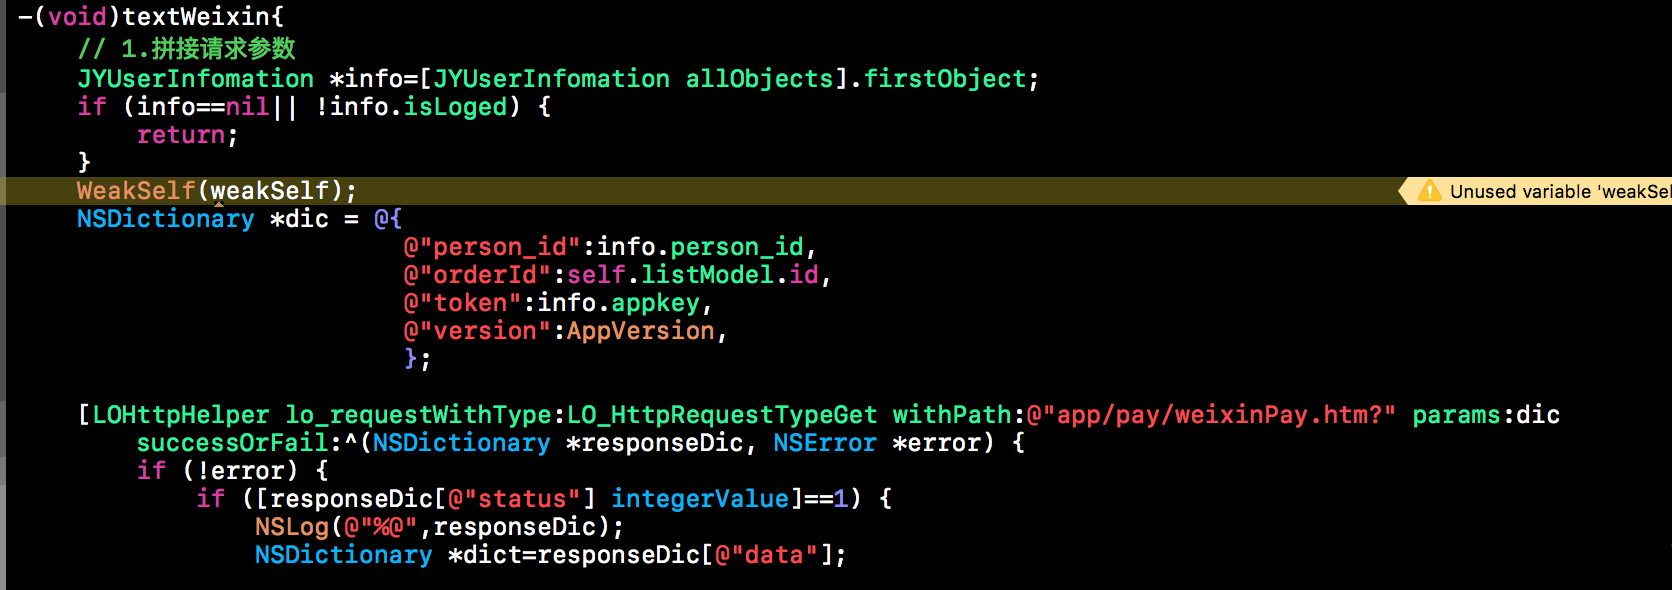 -(void)textWeixin{
// 1.拼接请求参数
JYUserInfomation *info=[JYUserInfomation allObjects].firstObject;
if (info==nil|| !info.isLoged) {
return;
}
WeakSelf(weakSelf); Unused variable 'weakSel
NSDictionary *dic = @{
@"person_id":info.person_id,
@"orderId":self.listModel.id,
@"token":info.appkey,
@"version":AppVersion,
};
[LOHttpHelper lo_requestWithType:LO_HttpRequestTypeGet withPath:@"app/pay/weixinPay.htm?" params:dic
successOrFail:^(NSDictionary *responseDic, NSError *error) {
if (!error) {
if ([responseDic[@"status"] integerValue]==1) {
NSLog(@"%@",responseDic);
NSDictionary *dict=responseDic[@"data"];